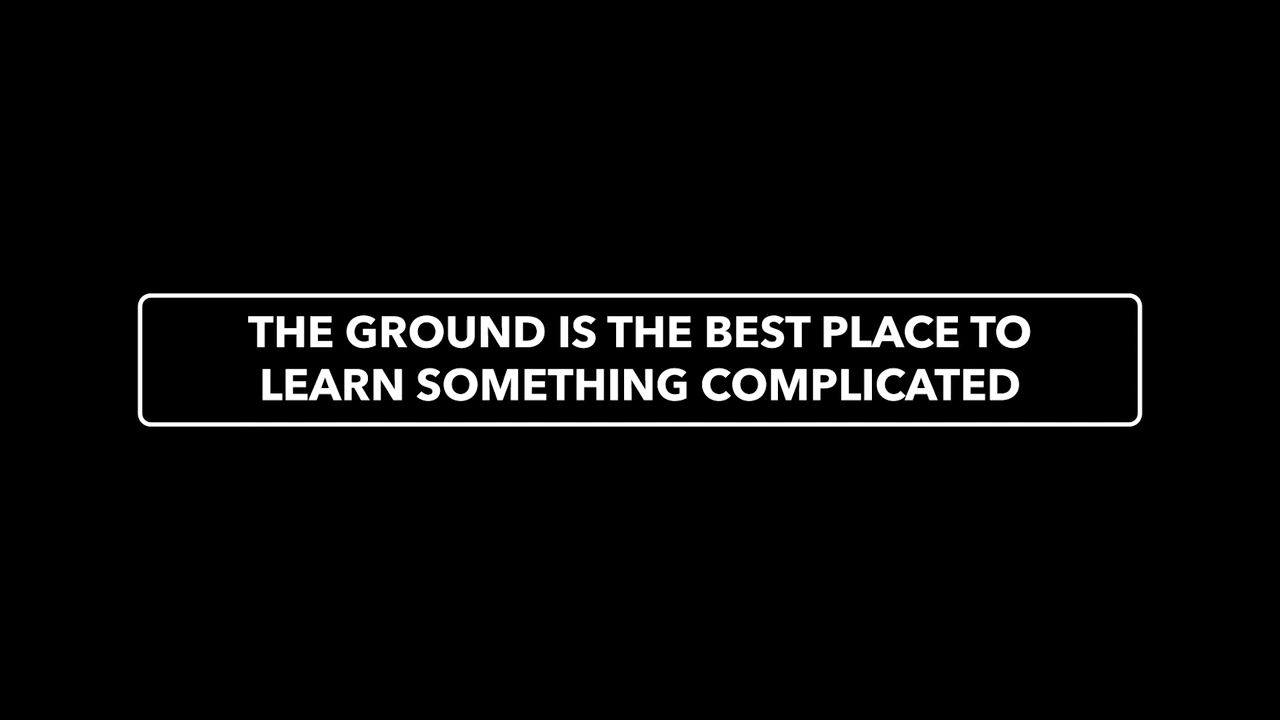 THE GROUND IS THE BEST PLACE TO
LEARN SOMETHING COMPLICATED